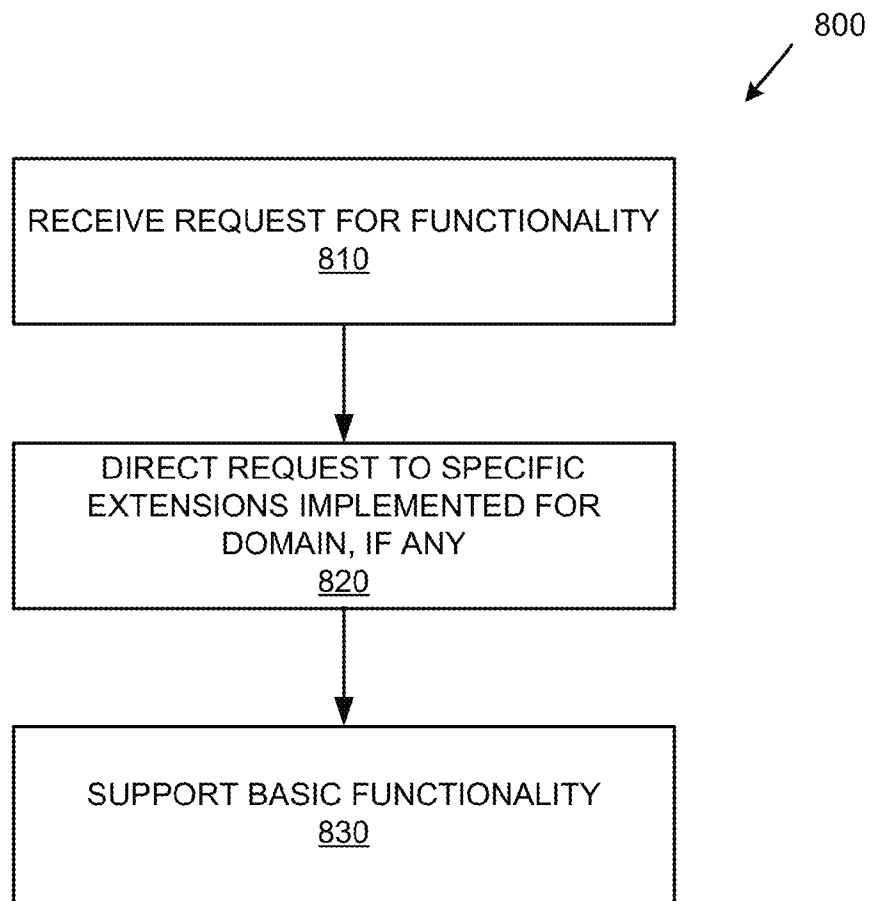 800
RECEIVE REQUEST FOR FUNCTIONALITY
810
DIRECT REQUEST TO SPECIFIC
EXTENSIONS IMPLEMENTED FOR
DOMAIN, IF ANY
820
SUPPORT BASIC FUNCTIONALITY
830